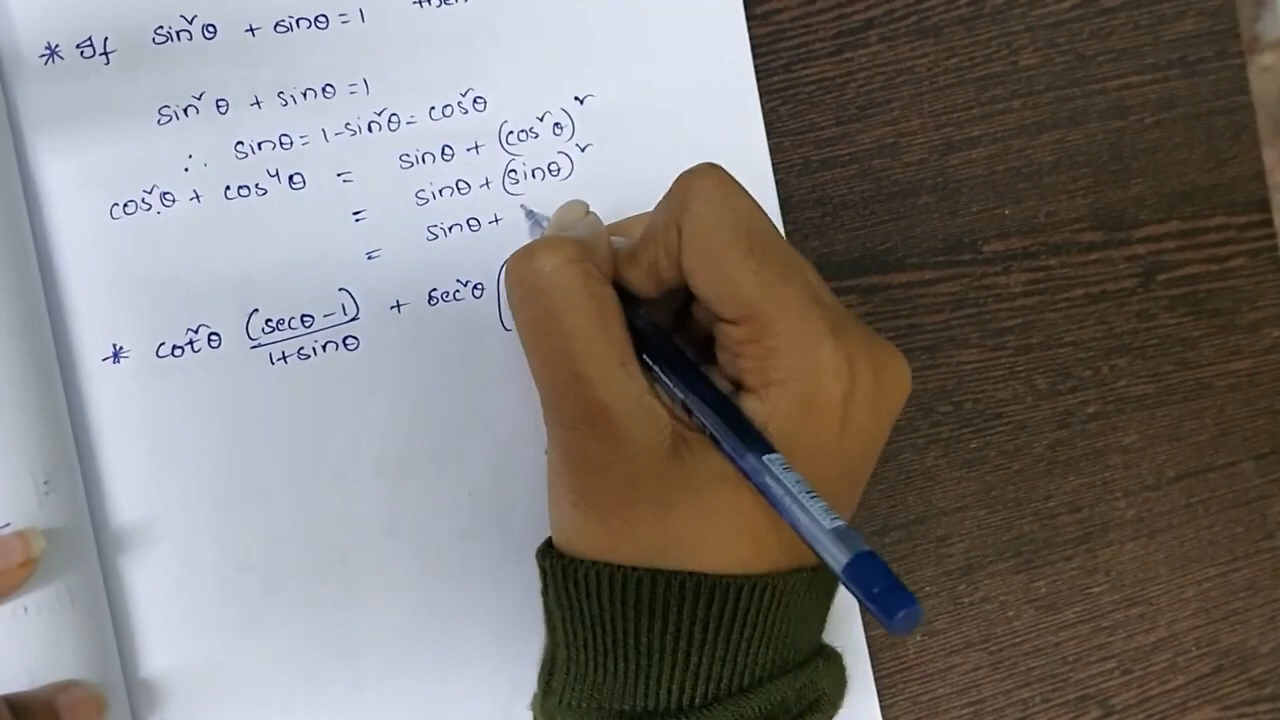 * If sin²θ + sinθ = 1 then
sin²θ + sinθ = 1
∴ sinθ = 1-sin²θ = cos²θ
cos²θ + cos⁴θ = sinθ + (cos²θ)²
= sinθ + (sinθ)²
= sinθ +
* cot²θ (secθ-1)/1+sinθ + sec²θ (